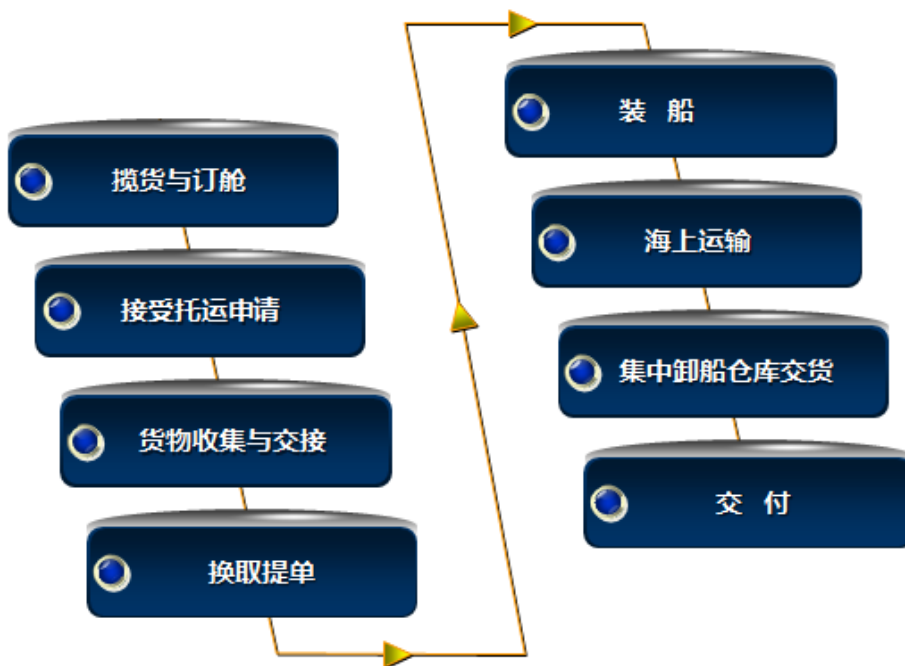 揽货与订舱
接受托运申请
货物收集与交接
换取提单
装 船
海上运输
集中卸船仓库交货
交 付